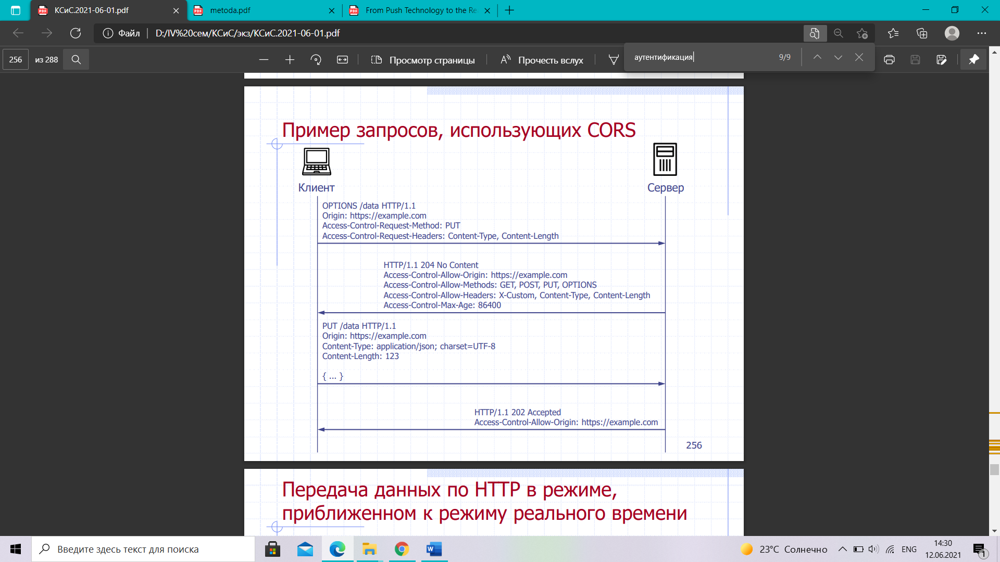 КСиС.2021-06-01.pdf
metoda.pdf
From Push Technology to the Re
Файл
D:/IV%20сем/КСиС/экз/КСиС.2021-06-01.pdf
256
из 288
Просмотр страницы
Прочесть вслух
аутентификация
9/9
Пример запросов, использующих CORS
Клиент
Сервер
OPTIONS /data HTTP/1.1
Origin: https://example.com
Access-Control-Request-Method: PUT
Access-Control-Request-Headers: Content-Type, Content-Length
HTTP/1.1 204 No Content
Access-Control-Allow-Origin: https://example.com
Access-Control-Allow-Methods: GET, POST, PUT, OPTIONS
Access-Control-Allow-Headers: X-Custom, Content-Type, Content-Length
Access-Control-Max-Age: 86400
PUT /data HTTP/1.1
Origin: https://example.com
Content-Type: application/json; charset=UTF-8
Content-Length: 123
{ ... }
HTTP/1.1 202 Accepted
Access-Control-Allow-Origin: https://example.com
256
Передача данных по HTTP в режиме,
приближенном к режиму реального времени
Введите здесь текст для поиска
23°C Солнечно
ENG
14:30
12.06.2021
1